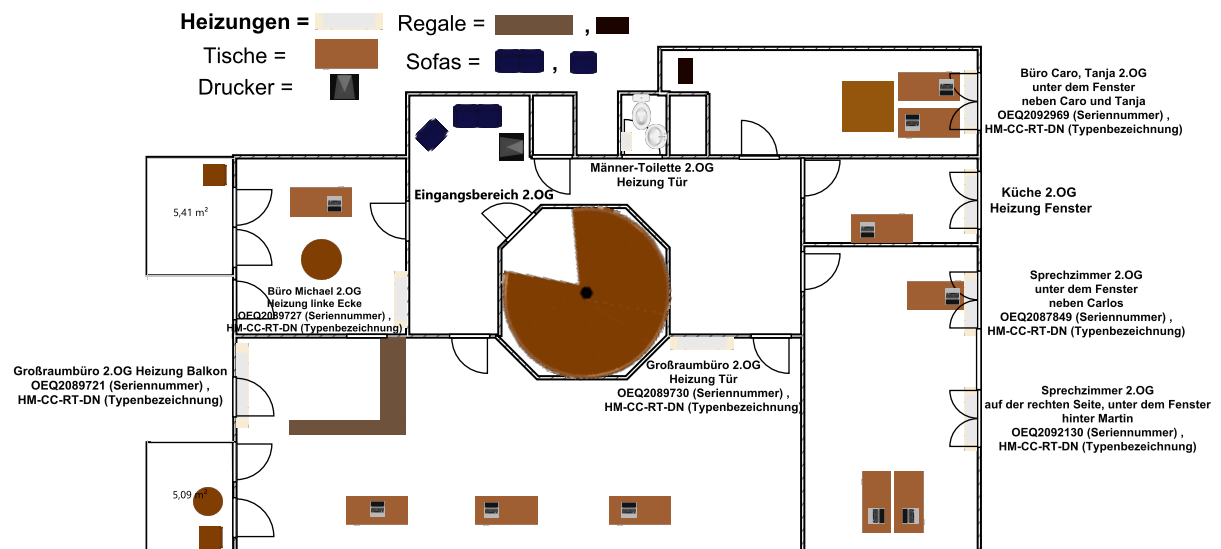 Heizungen =
Regale =
,
Tische =
Sofas =
,
Drucker =
Büro Caro, Tanja 2.OG
unter dem Fenster
neben Caro und Tanja
OEQ2092969 (Seriennummer) ,
HM-CC-RT-DN (Typenbezeichnung)
Männer-Toilette 2.OG
Heizung Tür
Eingangsbereich 2.OG
Küche 2.OG
Heizung Fenster
5,41 m²
Büro Michael 2.OG
Heizung linke Ecke
OEQ2089727 (Seriennummer) ,
HM-CC-RT-DN (Typenbezeichnung)
Sprechzimmer 2.OG
unter dem Fenster
neben Carlos
OEQ2087849 (Seriennummer) ,
HM-CC-RT-DN (Typenbezeichnung)
Großraumbüro 2.OG Heizung Balkon
OEQ2089721 (Seriennummer) ,
HM-CC-RT-DN (Typenbezeichnung)
Großraumbüro 2.OG
Heizung Tür
OEQ2089730 (Seriennummer) ,
HM-CC-RT-DN (Typenbezeichnung)
Sprechzimmer 2.OG
auf der rechten Seite, unter dem Fenster
hinter Martin
OEQ2092130 (Seriennummer) ,
HM-CC-RT-DN (Typenbezeichnung)
5,09 m²